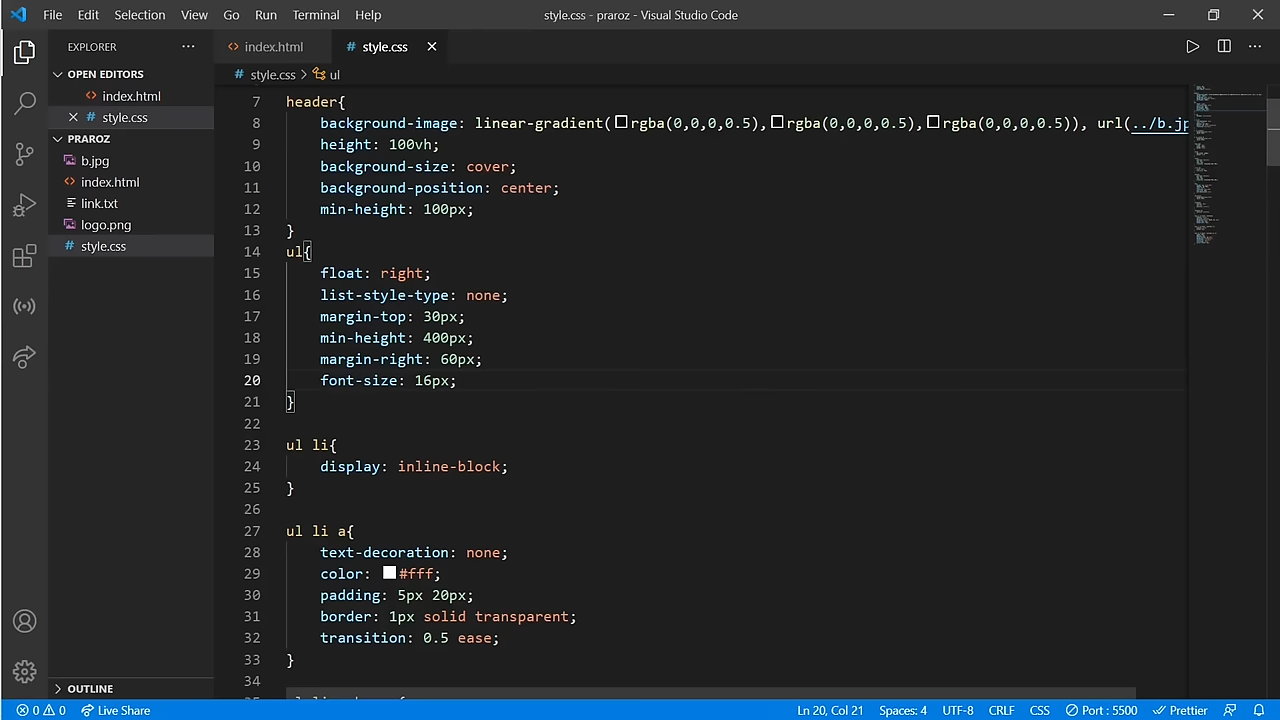 File Edit Selection View Go Run Terminal Help style.css - praroz - Visual Studio Code
EXPLORER
OPEN EDITORS
index.html
# style.css
PRAROZ
b.jpg
index.html
link.txt
logo.png
# style.css
OUTLINE
index.html # style.css
# style.css > ul
7 header{
8 background-image: linear-gradient(rgba(0,0,0,0.5),rgba(0,0,0,0.5),rgba(0,0,0,0.5)), url(../b.jp
9 height: 100vh;
10 background-size: cover;
11 background-position: center;
12 min-height: 100px;
13 }
14 ul{
15 float: right;
16 list-style-type: none;
17 margin-top: 30px;
18 min-height: 400px;
19 margin-right: 60px;
20 font-size: 16px;
21 }
22
23 ul li{
24 display: inline-block;
25 }
26
27 ul li a{
28 text-decoration: none;
29 color: #fff;
30 padding: 5px 20px;
31 border: 1px solid transparent;
32 transition: 0.5 ease;
33 }
34
0 0 Live Share Ln 20, Col 21 Spaces: 4 UTF-8 CRLF CSS Port : 5500 Prettier